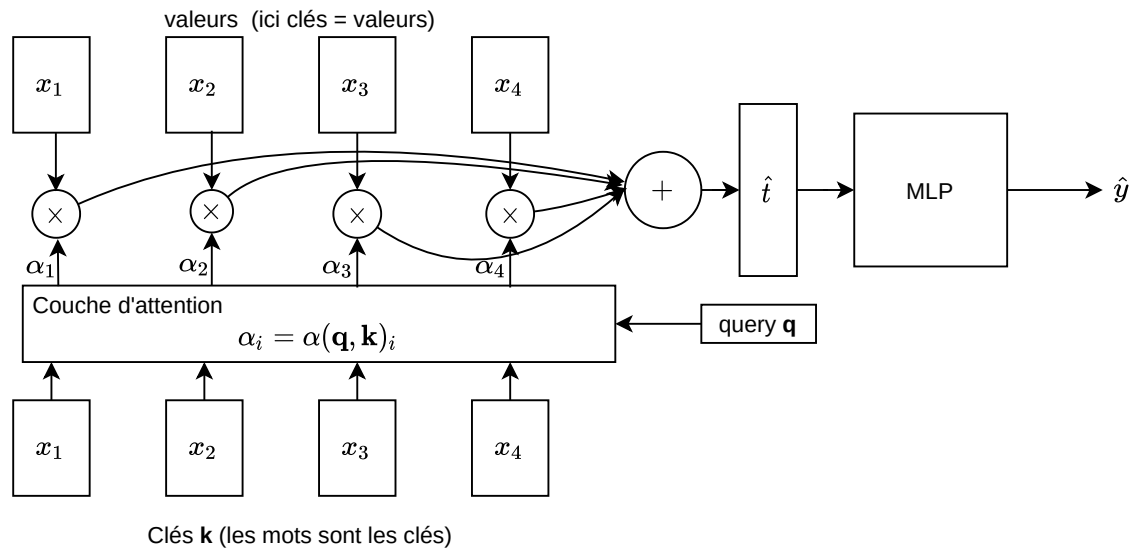 valeurs (ici clés = valeurs)
x₁ x₂ x₃ x₄
× × × × + t̂ MLP ŷ
α₁ α₂ α₃ α₄
Couche d'attention
αᵢ = α(q, k)ᵢ
query q
x₁ x₂ x₃ x₄
Clés k (les mots sont les clés)